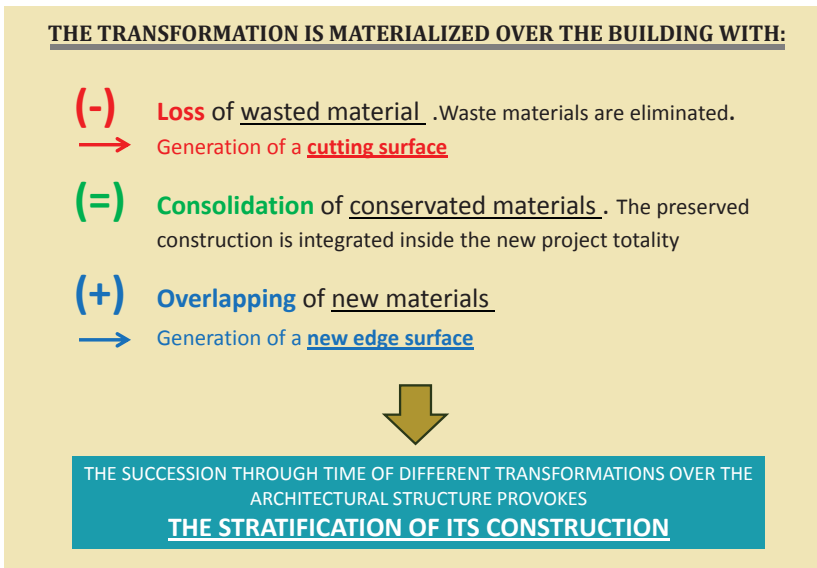 THE TRANSFORMATION IS MATERIALIZED OVER THE BUILDING WITH:
(-) Loss of wasted material .Waste materials are eliminated.
Generation of a cutting surface
(=) Consolidation of conservated materials . The preserved
construction is integrated inside the new project totality
(+) Overlapping of new materials
Generation of a new edge surface
THE SUCCESSION THROUGH TIME OF DIFFERENT TRANSFORMATIONS OVER THE
ARCHITECTURAL STRUCTURE PROVOKES
THE STRATIFICATION OF ITS CONSTRUCTION